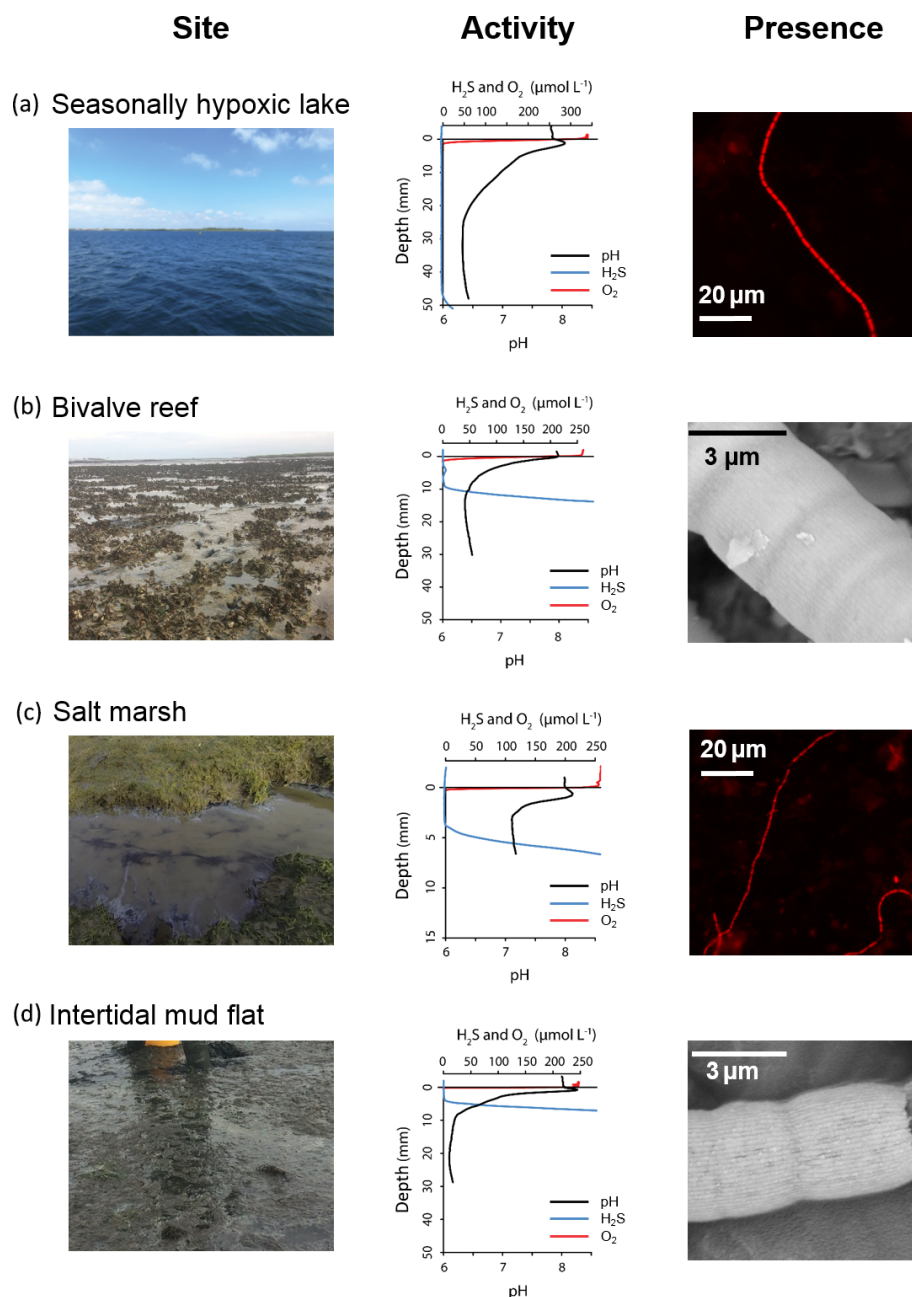 Site
Activity
Presence
(a) Seasonally hypoxic lake
H₂S and O₂ (µmol L⁻¹)
0 50 150 250 350
0
10
20
30
40
50
Depth (mm)
pH
H₂S
O₂
6 7 8
pH
20 µm
(b) Bivalve reef
H₂S and O₂ (µmol L⁻¹)
0 50 100 150 200 250
0
10
20
30
40
50
Depth (mm)
pH
H₂S
O₂
6 7 8
pH
3 µm
(c) Salt marsh
H₂S and O₂ (µmol L⁻¹)
0 50 100 150 200 250
0
5
10
15
Depth (mm)
pH
H₂S
O₂
6 7 8
pH
20 µm
(d) Intertidal mud flat
H₂S and O₂ (µmol L⁻¹)
0 50 100 150 200 250
0
10
20
30
40
50
Depth (mm)
pH
H₂S
O₂
6 7 8
pH
3 µm